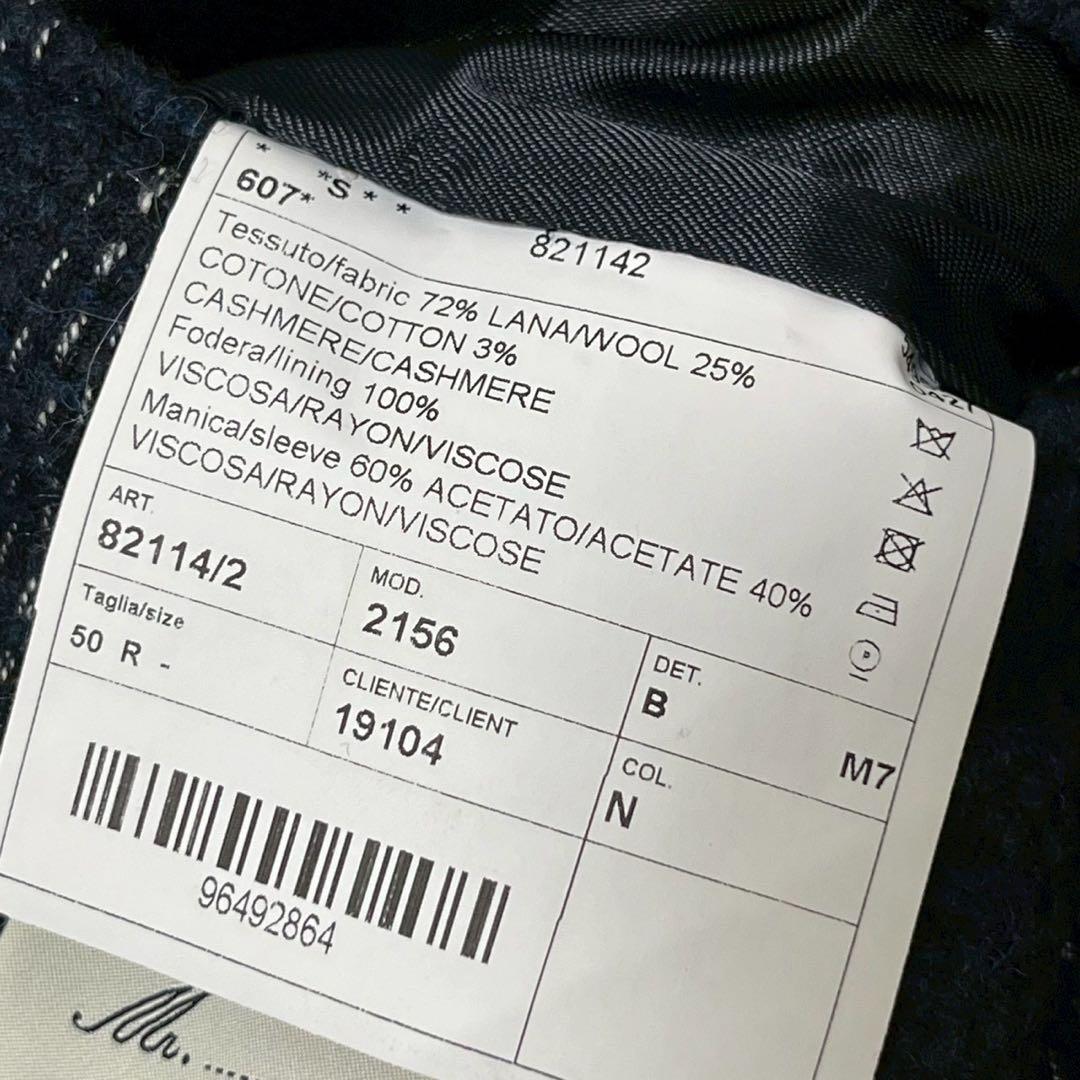 * *S * *
607*
821142
Tessuto/fabric 72% LANA/WOOL 25%
COTONE/COTTON 3%
CASHMERE/CASHMERE
Fodera/lining 100%
VISCOSA/RAYON/VISCOSE
Manica/sleeve 60% ACETATO/ACETATE 40%
VISCOSA/RAYON/VISCOSE
ART.
82114/2
MOD.
2156
DET.
B
M7
Taglia/size
50 R -
CLIENTE/CLIENT
19104
COL.
N
P
96492864
Mr.